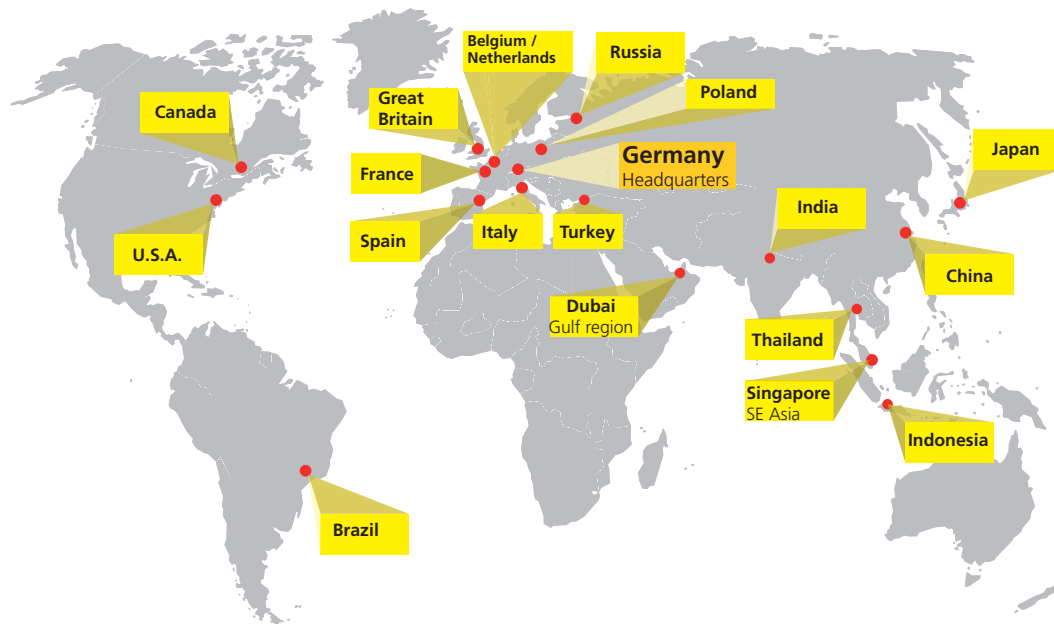 Belgium /
Netherlands
Russia
Poland
Great
Britain
Canada
Germany
Headquarters
Japan
France
India
U.S.A.
Spain
Italy
Turkey
China
Dubai
Gulf region
Thailand
Singapore
SE Asia
Indonesia
Brazil